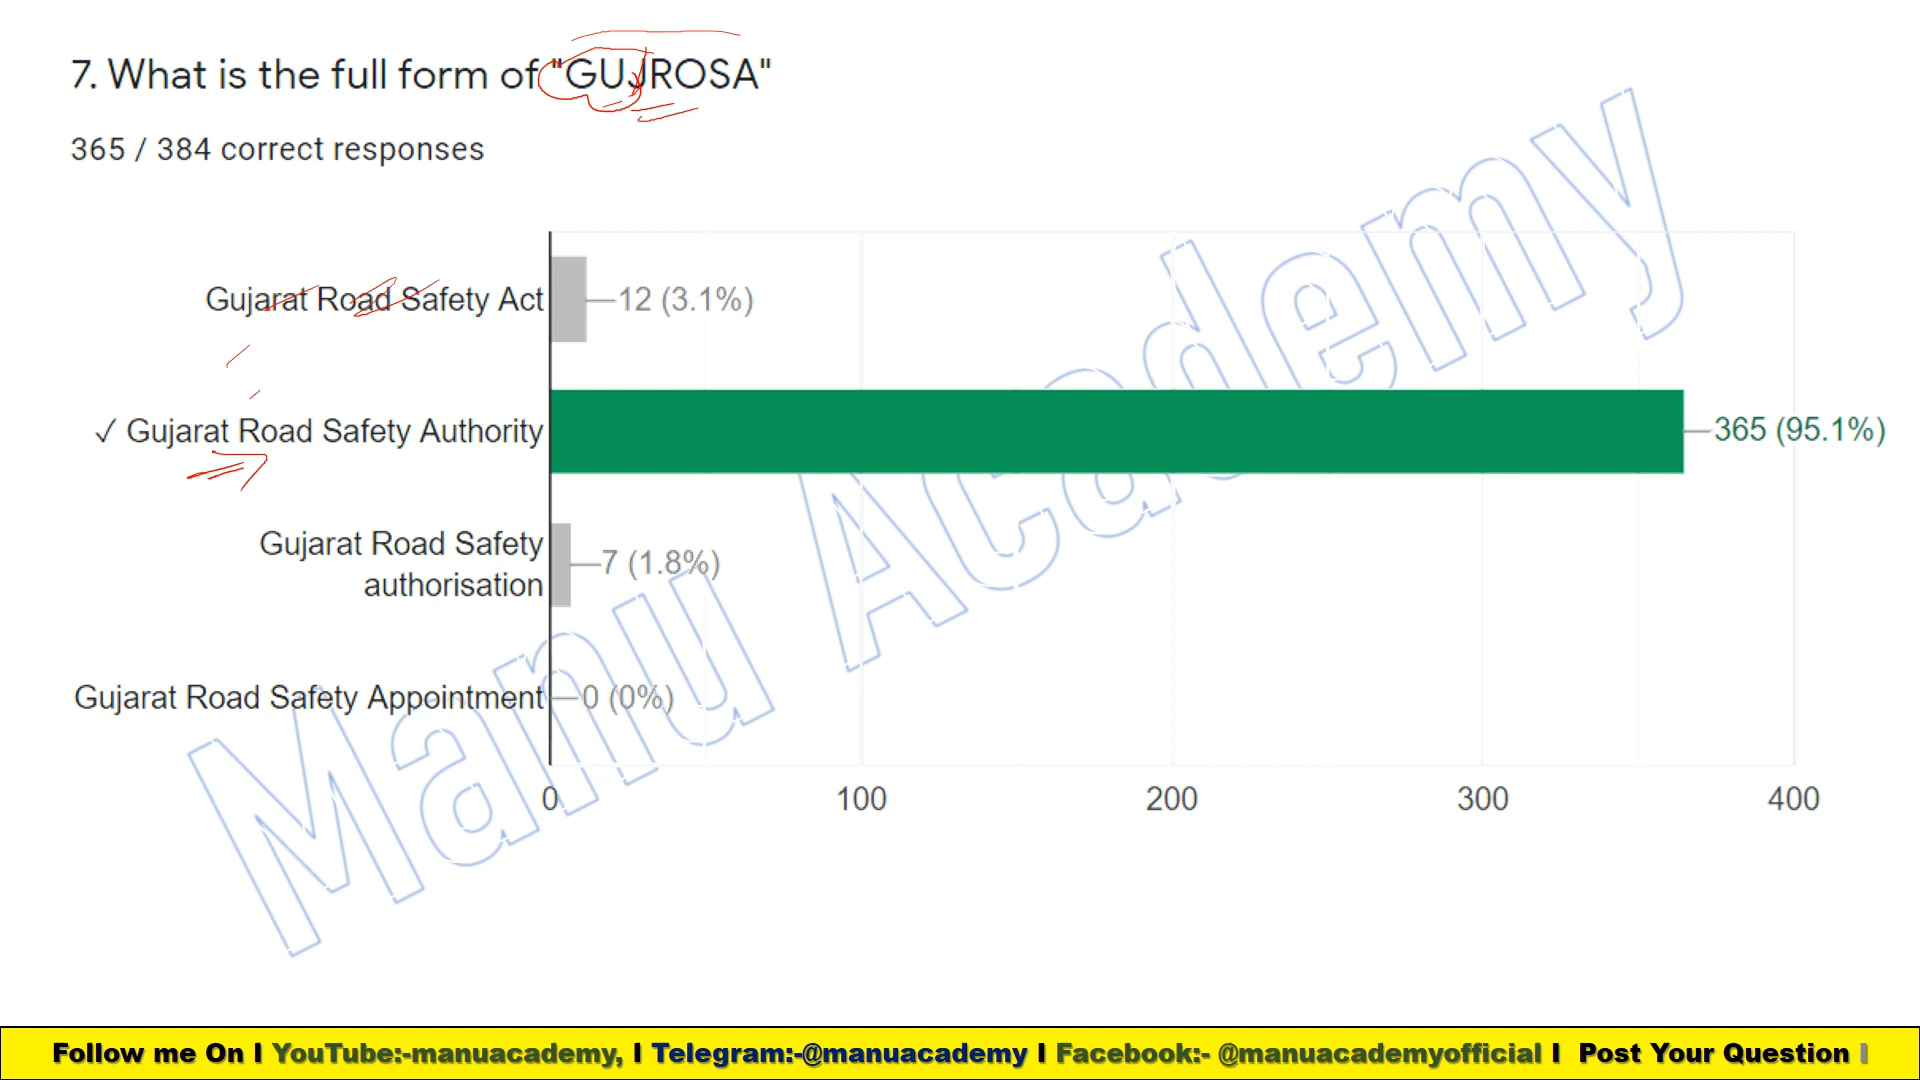 7. What is the full form of "GUJROSA"
365 / 384 correct responses
Gujarat Road Safety Act
12 (3.1%)
✓ Gujarat Road Safety Authority
365 (95.1%)
Gujarat Road Safety
authorisation
7 (1.8%)
Gujarat Road Safety Appointment
0 (0%)
0 100 200 300 400
Manu Academy
Follow me On I YouTube:-manuacademy, I Telegram:-@manuacademy I Facebook:- @manuacademyofficial I Post Your Question I